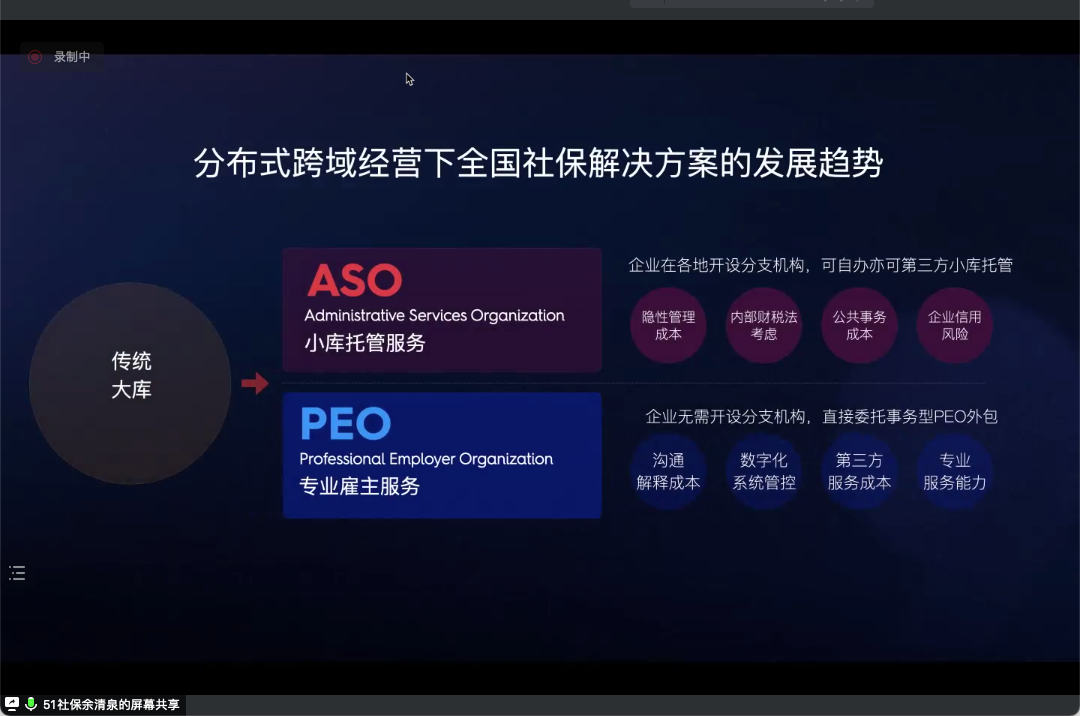 录制中
分布式跨域经营下全国社保解决方案的发展趋势
传统
大库
ASO
Administrative Services Organization
小库托管服务
企业在各地开设分支机构，可自办亦可第三方小库托管
隐性管理
成本
内部财税法
考虑
公共事务
成本
企业信用
风险
PEO
Professional Employer Organization
专业雇主服务
企业无需开设分支机构，直接委托事务型PEO外包
沟通
解释成本
数字化
系统管控
第三方
服务成本
专业
服务能力
51社保余清泉的屏幕共享